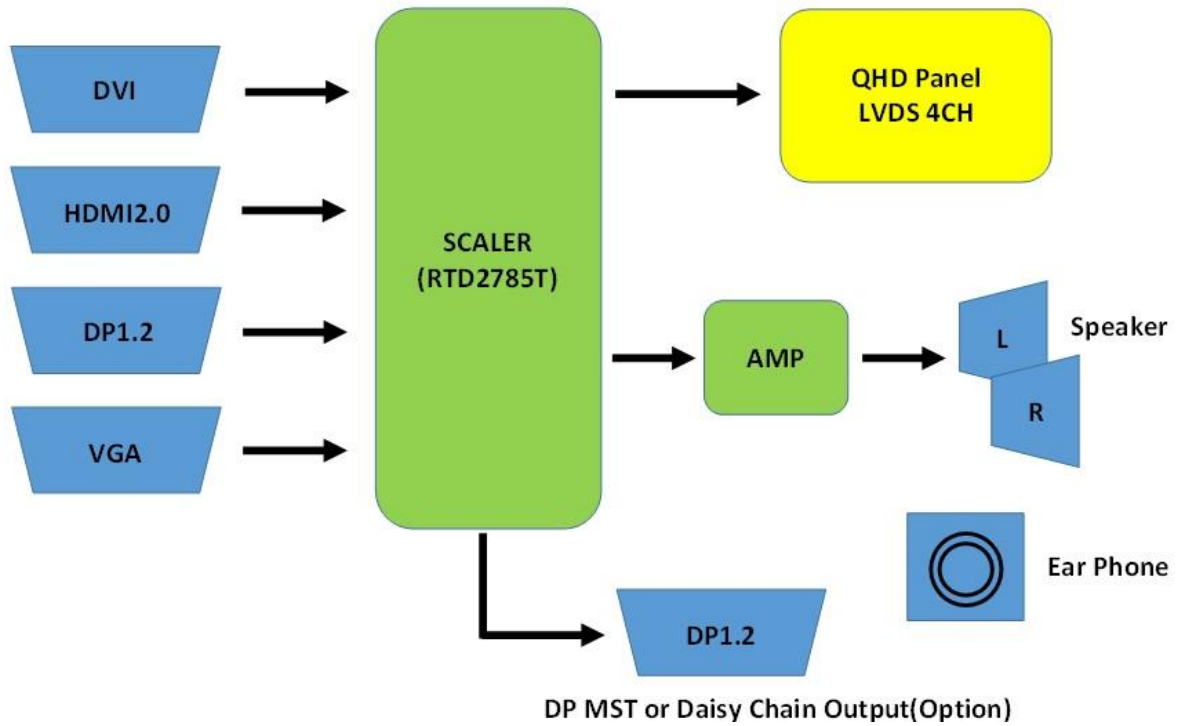 DVI
HDMI2.0
DP1.2
VGA
SCALER
(RTD2785T)
QHD Panel
LVDS 4CH
AMP
L
R
Speaker
Ear Phone
DP1.2
DP MST or Daisy Chain Output(Option)